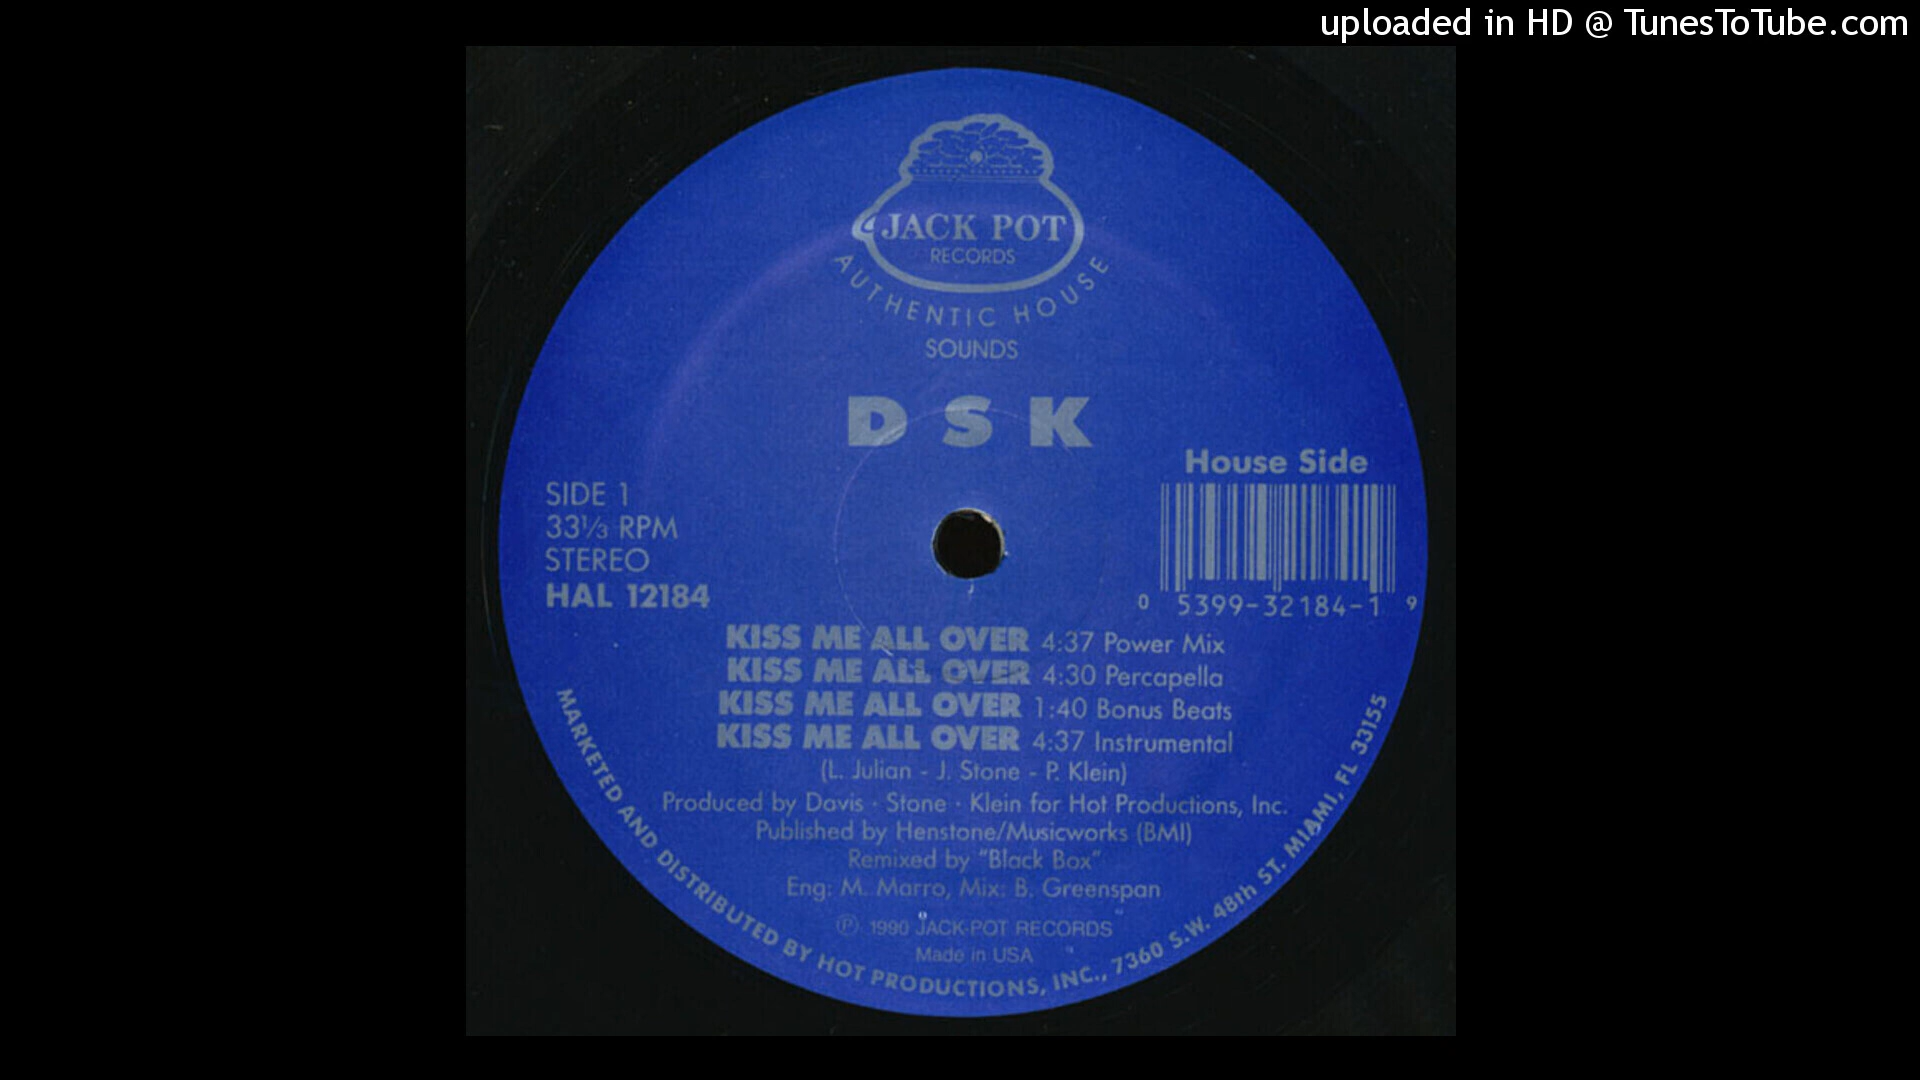 uploaded in HD @ TunesToTube.com
JACK POT
RECORDS
AUTHENTIC HOUSE
SOUNDS
D S K
House Side
SIDE 1
33⅓ RPM
STEREO
HAL 12184
0 5399-32184-1 9
KISS ME ALL OVER 4:37 Power Mix
KISS ME ALL OVER 4:30 Percapella
KISS ME ALL OVER 1:40 Bonus Beats
KISS ME ALL OVER 4:37 Instrumental
(L. Julian - J. Stone - P. Klein)
Produced by Davis · Stone · Klein for Hot Productions, Inc.
Published by Henstone/Musicworks (BMI)
Remixed by "Black Box"
Eng: M. Marro, Mix: B. Greenspan
℗ 1990 JACK-POT RECORDS
Made in USA
MARKETED AND DISTRIBUTED BY HOT PRODUCTIONS, INC., 7360 S.W. 48th ST. MIAMI, FL 33155